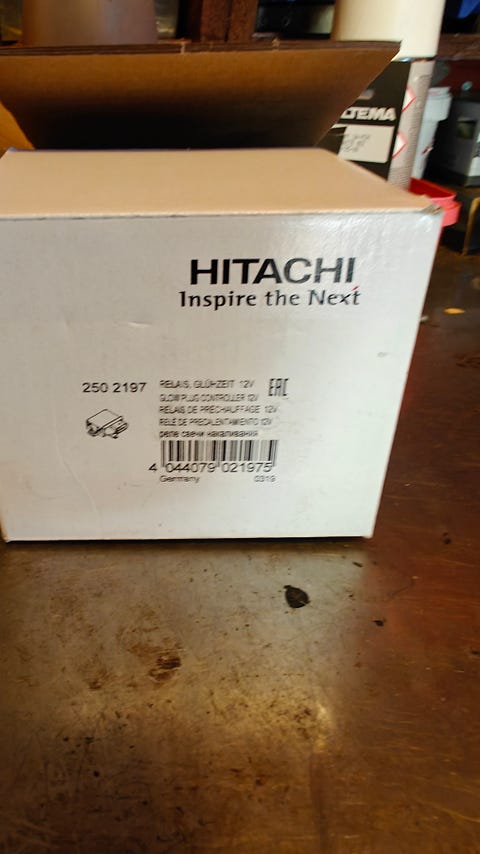 LTEMA
HITACHI
Inspire the Next
250 2197
RELAIS, GLÜHZEIT 12V
EAC
GLOW PLUG CONTROLLER 12V
RELAIS DE PRECHAUFFAGE 12V
RELÉ DE PRECALENTAMIENTO 12V
реле свечи накаливания
4 044079 021975
Germany
0319